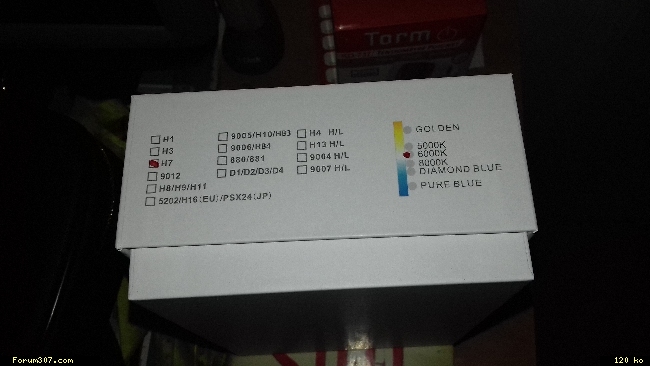 Tarm
H1
H3
H7
9012
H8/H9/H11
5202/H16(EU)/PSX24(JP)
9005/H10/HB3
9006/HB4
880/881
D1/D2/D3/D4
H4 H/L
H13 H/L
9004 H/L
9007 H/L
GOLDEN
5000K
6000K
8000K
DIAMOND BLUE
PURE BLUE
Forum307.com
120 ko